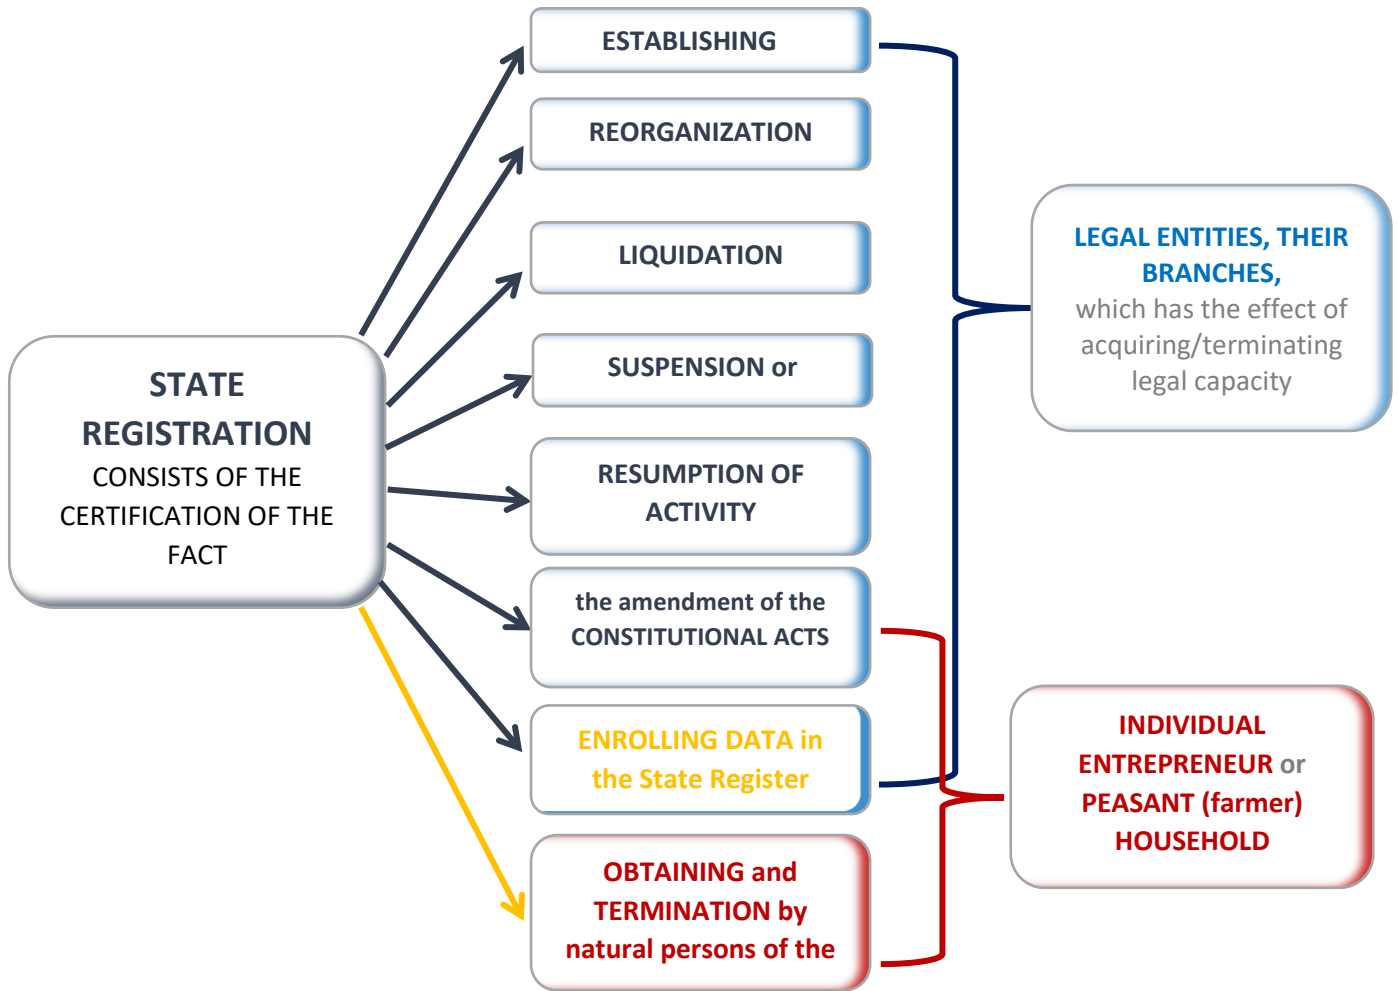 STATE
REGISTRATION
CONSISTS OF THE
CERTIFICATION OF THE
FACT
ESTABLISHING
REORGANIZATION
LIQUIDATION
SUSPENSION or
RESUMPTION OF
ACTIVITY
the amendment of the
CONSTITUTIONAL ACTS
ENROLLING DATA in
the State Register
OBTAINING and
TERMINATION by
natural persons of the
LEGAL ENTITIES, THEIR
BRANCHES,
which has the effect of
acquiring/terminating
legal capacity
INDIVIDUAL
ENTREPRENEUR or
PEASANT (farmer)
HOUSEHOLD